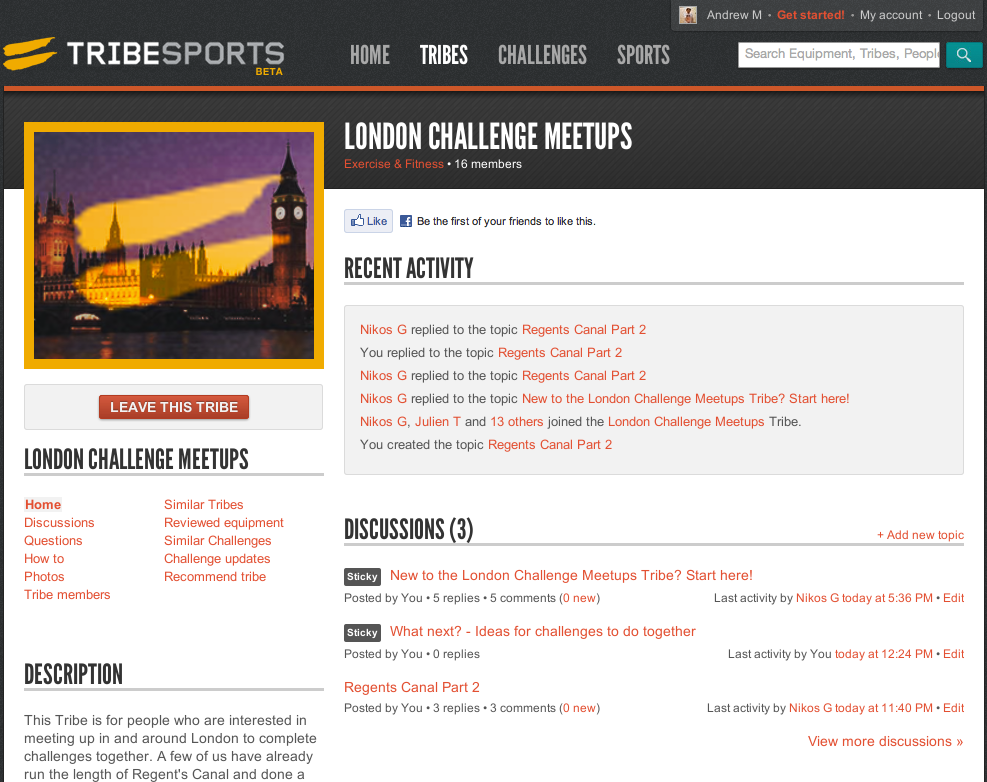 Andrew M • Get started! • My account • Logout
TRIBESPORTS
BETA
HOME TRIBES CHALLENGES SPORTS
Search Equipment, Tribes, People
LONDON CHALLENGE MEETUPS
Exercise & Fitness • 16 members
Like Be the first of your friends to like this.
RECENT ACTIVITY
Nikos G replied to the topic Regents Canal Part 2
You replied to the topic Regents Canal Part 2
Nikos G replied to the topic Regents Canal Part 2
Nikos G replied to the topic New to the London Challenge Meetups Tribe? Start here!
Nikos G, Julien T and 13 others joined the London Challenge Meetups Tribe.
You created the topic Regents Canal Part 2
LEAVE THIS TRIBE
LONDON CHALLENGE MEETUPS
Home Similar Tribes
Discussions Reviewed equipment
Questions Similar Challenges
How to Challenge updates
Photos Recommend tribe
Tribe members
DESCRIPTION
This Tribe is for people who are interested in
meeting up in and around London to complete
challenges together. A few of us have already
run the length of Regent's Canal and done a
DISCUSSIONS (3)
+ Add new topic
Sticky New to the London Challenge Meetups Tribe? Start here!
Posted by You • 5 replies • 5 comments (0 new) Last activity by Nikos G today at 5:36 PM • Edit
Sticky What next? - Ideas for challenges to do together
Posted by You • 0 replies Last activity by You today at 12:24 PM • Edit
Regents Canal Part 2
Posted by You • 3 replies • 3 comments (0 new) Last activity by Nikos G today at 11:40 PM • Edit
View more discussions »